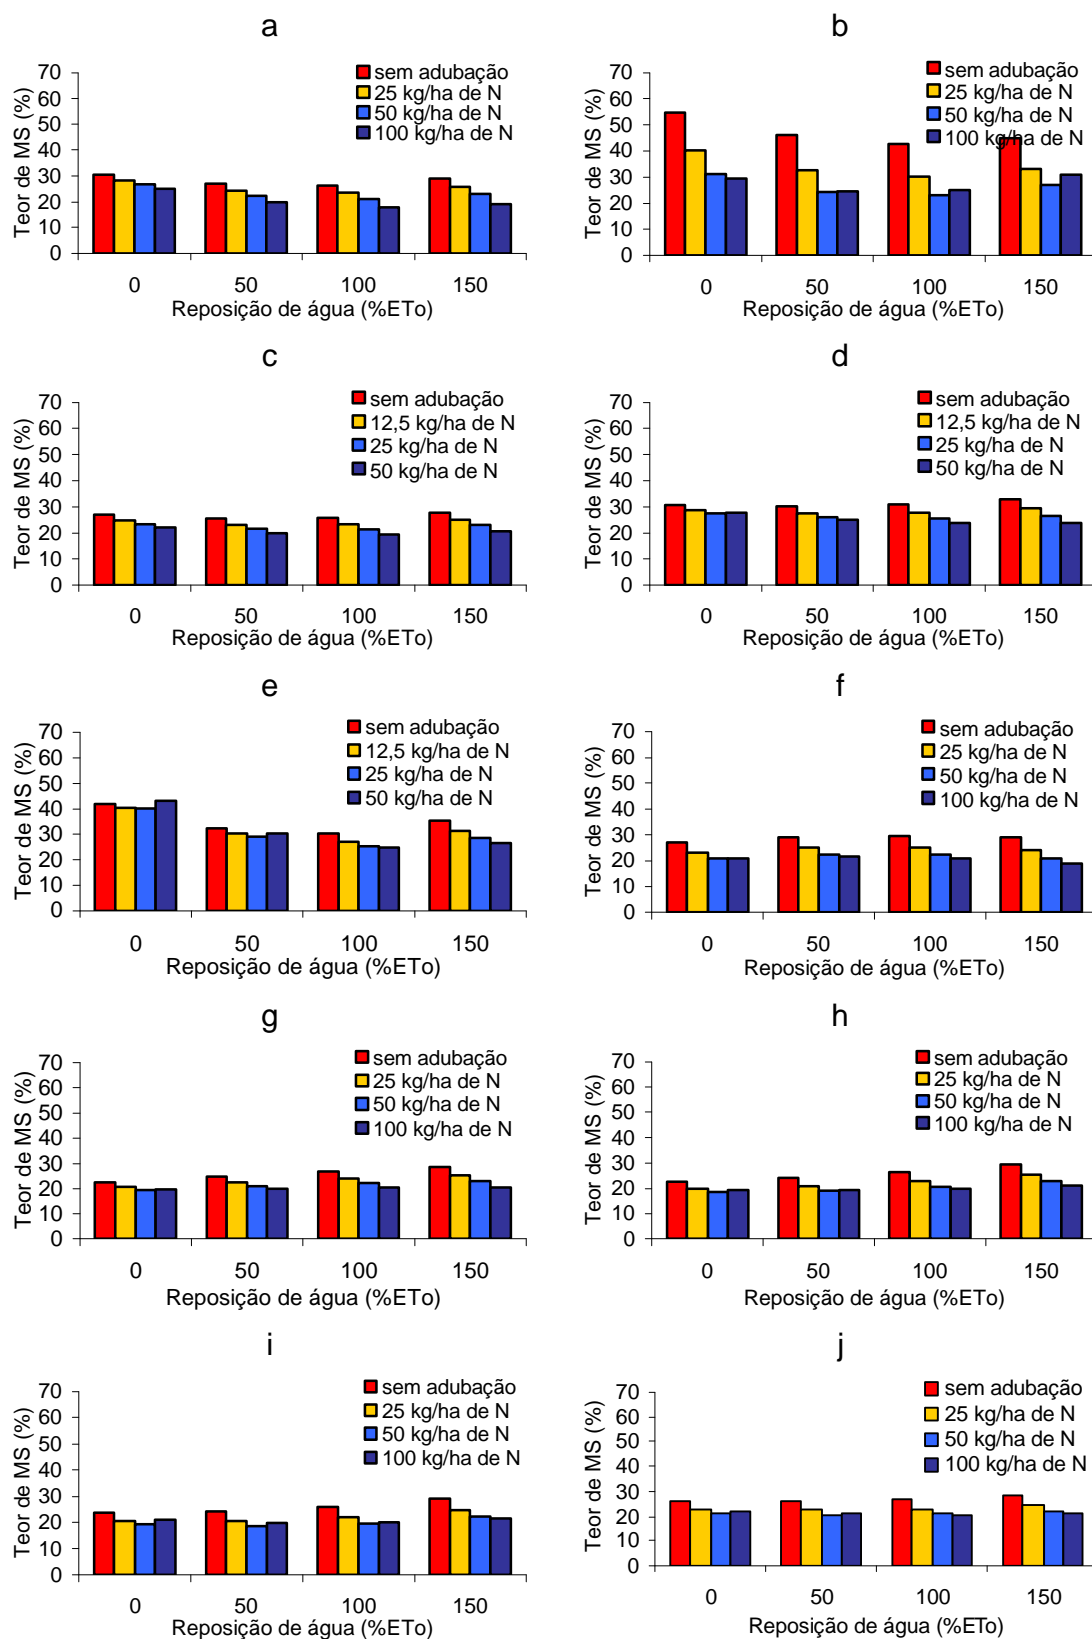 a
Teor de MS (%)
70
60
50
40
30
20
10
0
sem adubação
25 kg/ha de N
50 kg/ha de N
100 kg/ha de N
0 50 100 150
Reposição de água (%ETo)
b
Teor de MS (%)
70
60
50
40
30
20
10
0
sem adubação
25 kg/ha de N
50 kg/ha de N
100 kg/ha de N
0 50 100 150
Reposição de água (%ETo)
c
Teor de MS (%)
70
60
50
40
30
20
10
0
sem adubação
12,5 kg/ha de N
25 kg/ha de N
50 kg/ha de N
0 50 100 150
Reposição de água (%ETo)
d
Teor de MS (%)
70
60
50
40
30
20
10
0
sem adubação
12,5 kg/ha de N
25 kg/ha de N
50 kg/ha de N
0 50 100 150
Reposição de água (%ETo)
e
Teor de MS (%)
70
60
50
40
30
20
10
0
sem adubação
12,5 kg/ha de N
25 kg/ha de N
50 kg/ha de N
0 50 100 150
Reposição de água (%ETo)
f
Teor de MS (%)
70
60
50
40
30
20
10
0
sem adubação
25 kg/ha de N
50 kg/ha de N
100 kg/ha de N
0 50 100 150
Reposição de água (%ETo)
g
Teor de MS (%)
70
60
50
40
30
20
10
0
sem adubação
25 kg/ha de N
50 kg/ha de N
100 kg/ha de N
0 50 100 150
Reposição de água (%ETo)
h
Teor de MS (%)
70
60
50
40
30
20
10
0
sem adubação
25 kg/ha de N
50 kg/ha de N
100 kg/ha de N
0 50 100 150
Reposição de água (%ETo)
i
Teor de MS (%)
70
60
50
40
30
20
10
0
sem adubação
25 kg/ha de N
50 kg/ha de N
100 kg/ha de N
0 50 100 150
Reposição de água (%ETo)
j
Teor de MS (%)
70
60
50
40
30
20
10
0
sem adubação
25 kg/ha de N
50 kg/ha de N
100 kg/ha de N
0 50 100 150
Reposição de água (%ETo)